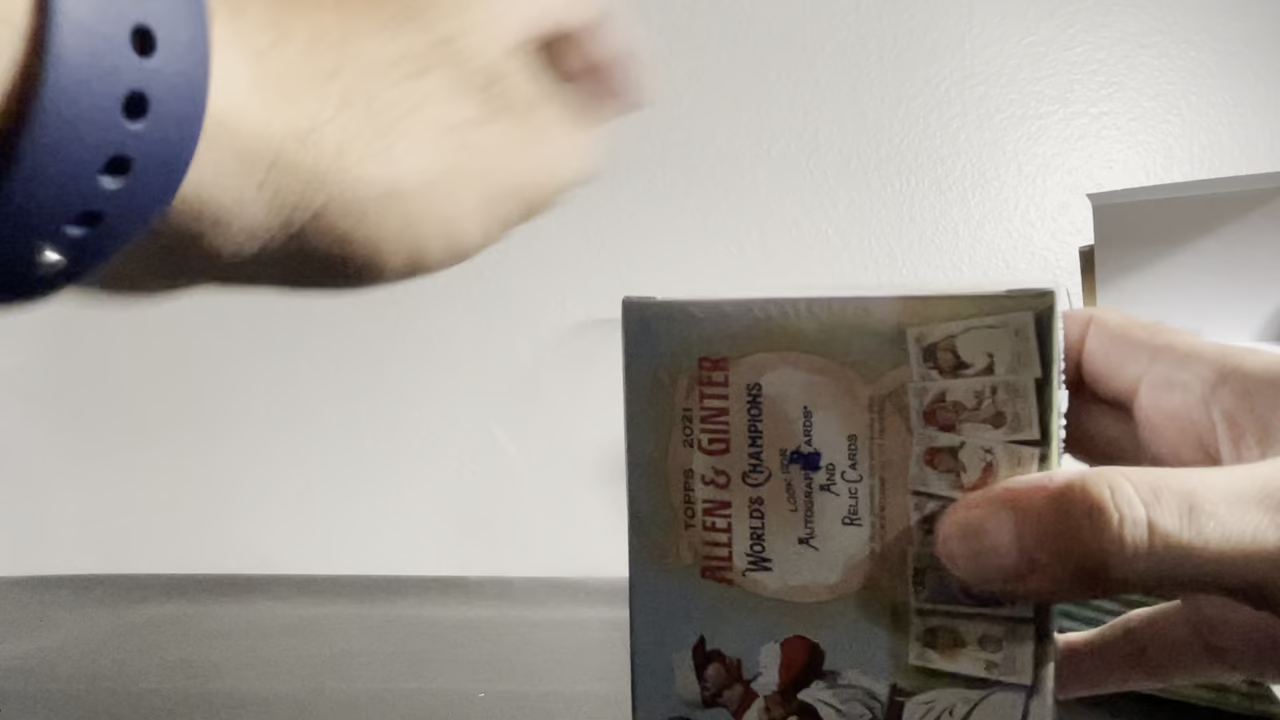 TOPPS 2021
ALLEN & GINTER
WORLD'S CHAMPIONS
LOOK FOR
AUTOGRAPH CARDS*
AND
RELIC CARDS